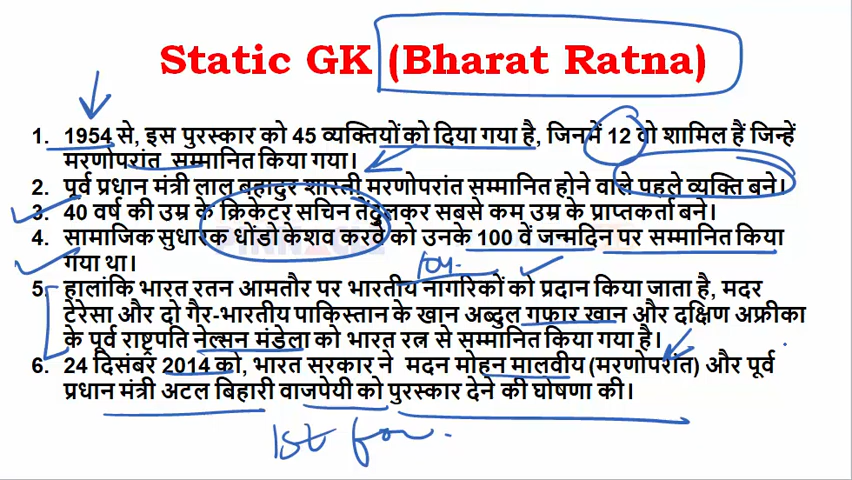 Static GK (Bharat Ratna)
1. 1954 से, इस पुरस्कार को 45 व्यक्तियों को दिया गया है, जिनमें 12 वो शामिल हैं जिन्हें
मरणोपरांत सम्मानित किया गया।
2. पूर्व प्रधान मंत्री लाल बहादुर शास्त्री मरणोपरांत सम्मानित होने वाले पहले व्यक्ति बने।
3. 40 वर्ष की उम्र के क्रिकेटर सचिन तेंदुलकर सबसे कम उम्र के प्राप्तकर्ता बने।
4. सामाजिक सुधारक धोंडो केशव करवे को उनके 100 वें जन्मदिन पर सम्मानित किया
गया था।
104
5. हालांकि भारत रतन आमतौर पर भारतीय नागरिकों को प्रदान किया जाता है, मदर
टेरेसा और दो गैर-भारतीय पाकिस्तान के खान अब्दुल गफार खान और दक्षिण अफ्रीका
के पूर्व राष्ट्रपति नेल्सन मंडेला को भारत रत्न से सम्मानित किया गया है।
6. 24 दिसंबर 2014 को, भारत सरकार ने मदन मोहन मालवीय (मरणोपरांत) और पूर्व
प्रधान मंत्री अटल बिहारी वाजपेयी को पुरस्कार देने की घोषणा की।
1st for